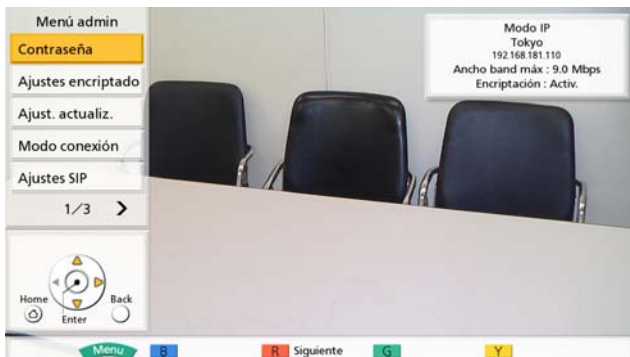 Menú admin
Contraseña
Ajustes encriptado
Ajust. actualiz.
Modo conexión
Ajustes SIP
1/3
Modo IP
Tokyo
192.168.181.110
Ancho band máx : 9.0 Mbps
Encriptación : Activ.
Home
Enter
Back
Menu
B
R Siguiente
G
Y